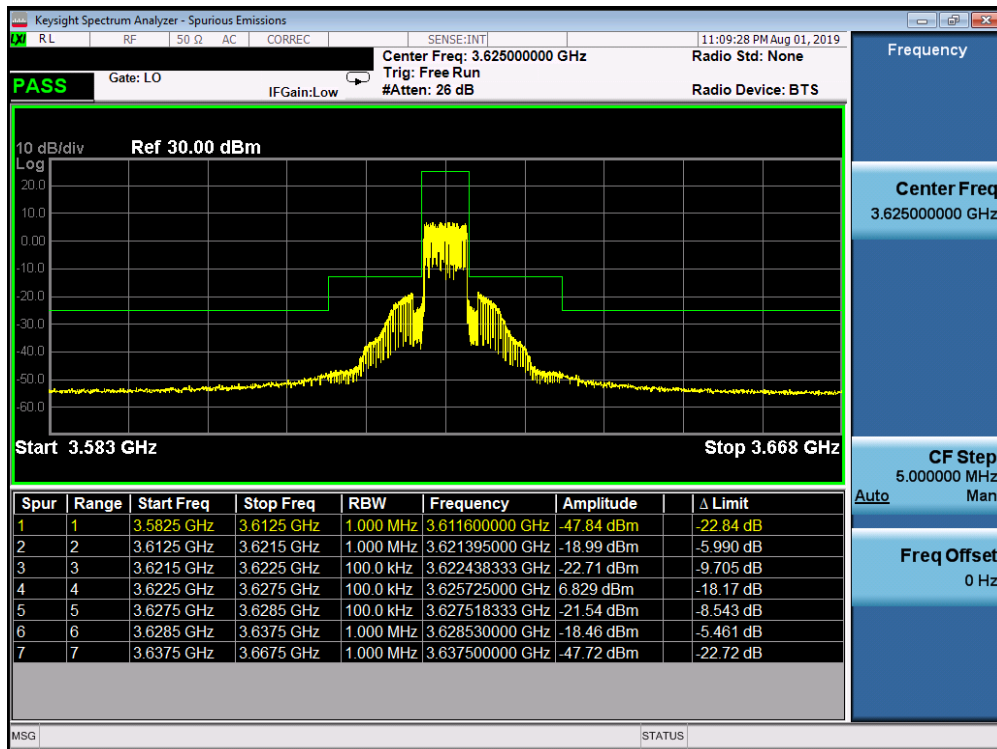 Keysight Spectrum Analyzer - Spurious Emissions
LXI RL RF 50 Ω AC CORREC SENSE:INT 11:09:28 PM Aug 01, 2019
Center Freq: 3.625000000 GHz Radio Std: None
PASS Gate: LO Trig: Free Run
IFGain:Low #Atten: 26 dB Radio Device: BTS
10 dB/div Ref 30.00 dBm
Log
20.0
10.0
0.00
-10.0
-20.0
-30.0
-40.0
-50.0
-60.0
Start 3.583 GHz Stop 3.668 GHz
Spur Range Start Freq Stop Freq RBW Frequency Amplitude Δ Limit
1 1 3.5825 GHz 3.6125 GHz 1.000 MHz 3.611600000 GHz -47.84 dBm -22.84 dB
2 2 3.6125 GHz 3.6215 GHz 1.000 MHz 3.621395000 GHz -18.99 dBm -5.990 dB
3 3 3.6215 GHz 3.6225 GHz 100.0 kHz 3.622438333 GHz -22.71 dBm -9.705 dB
4 4 3.6225 GHz 3.6275 GHz 100.0 kHz 3.625725000 GHz 6.829 dBm -18.17 dB
5 5 3.6275 GHz 3.6285 GHz 100.0 kHz 3.627518333 GHz -21.54 dBm -8.543 dB
6 6 3.6285 GHz 3.6375 GHz 1.000 MHz 3.628530000 GHz -18.46 dBm -5.461 dB
7 7 3.6375 GHz 3.6675 GHz 1.000 MHz 3.637500000 GHz -47.72 dBm -22.72 dB
MSG STATUS
Frequency
Center Freq
3.625000000 GHz
CF Step
5.000000 MHz
Auto Man
Freq Offset
0 Hz